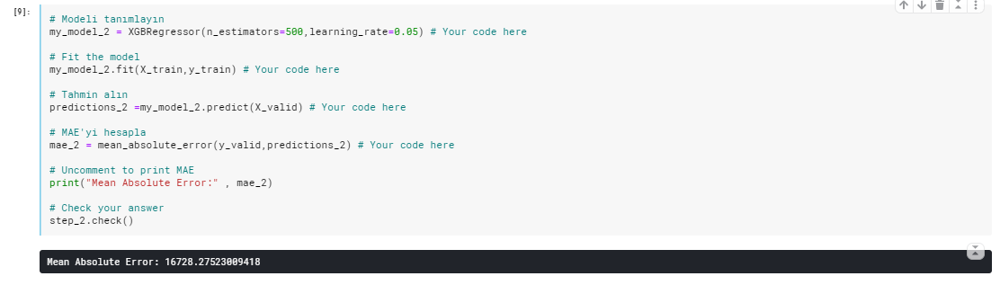 [9]:
# Modeli tanımlayın
my_model_2 = XGBRegressor(n_estimators=500,learning_rate=0.05) # Your code here
# Fit the model
my_model_2.fit(X_train,y_train) # Your code here
# Tahmin alın
predictions_2 =my_model_2.predict(X_valid) # Your code here
# MAE'yi hesapla
mae_2 = mean_absolute_error(y_valid,predictions_2) # Your code here
# Uncomment to print MAE
print("Mean Absolute Error:" , mae_2)
# Check your answer
step_2.check()
Mean Absolute Error: 16728.27523009418